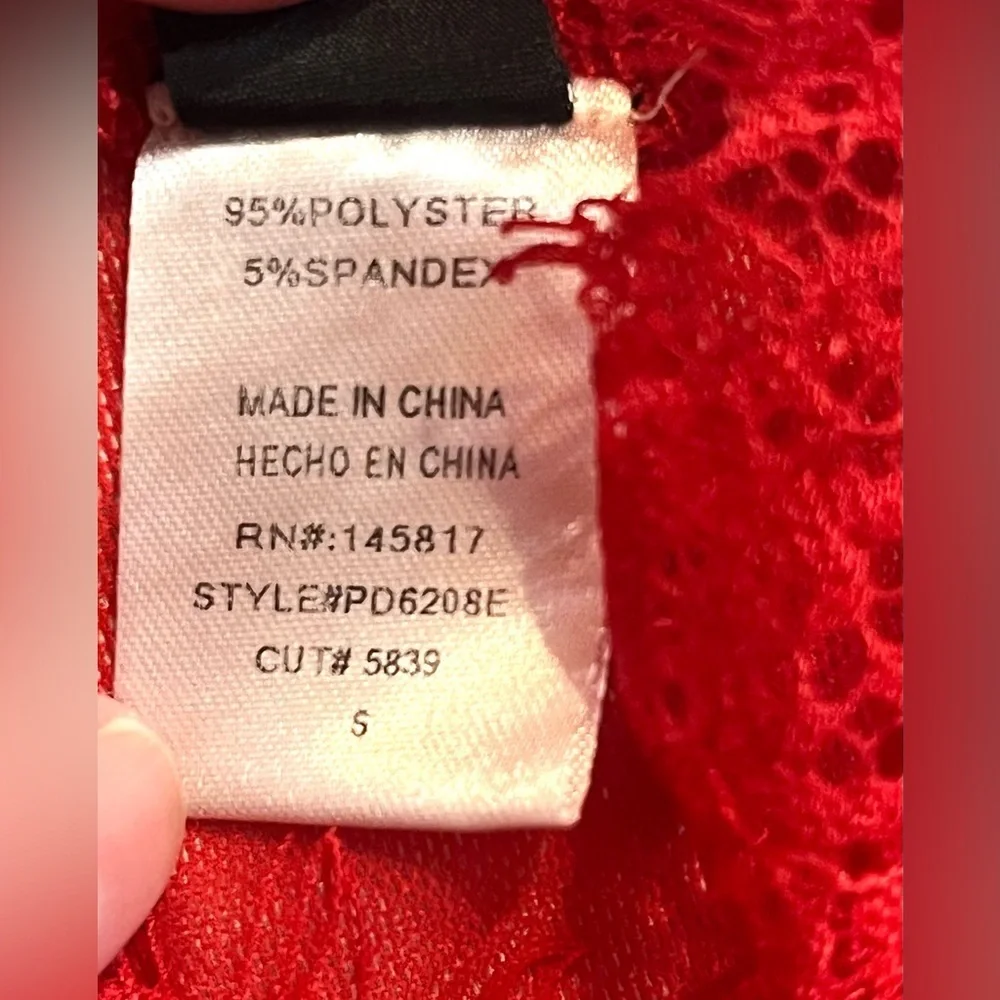 95%POLYSTER
5%SPANDEX
MADE IN CHINA
HECHO EN CHINA
RN#:145817
STYLE#PD6208E
CUT# 5839
S